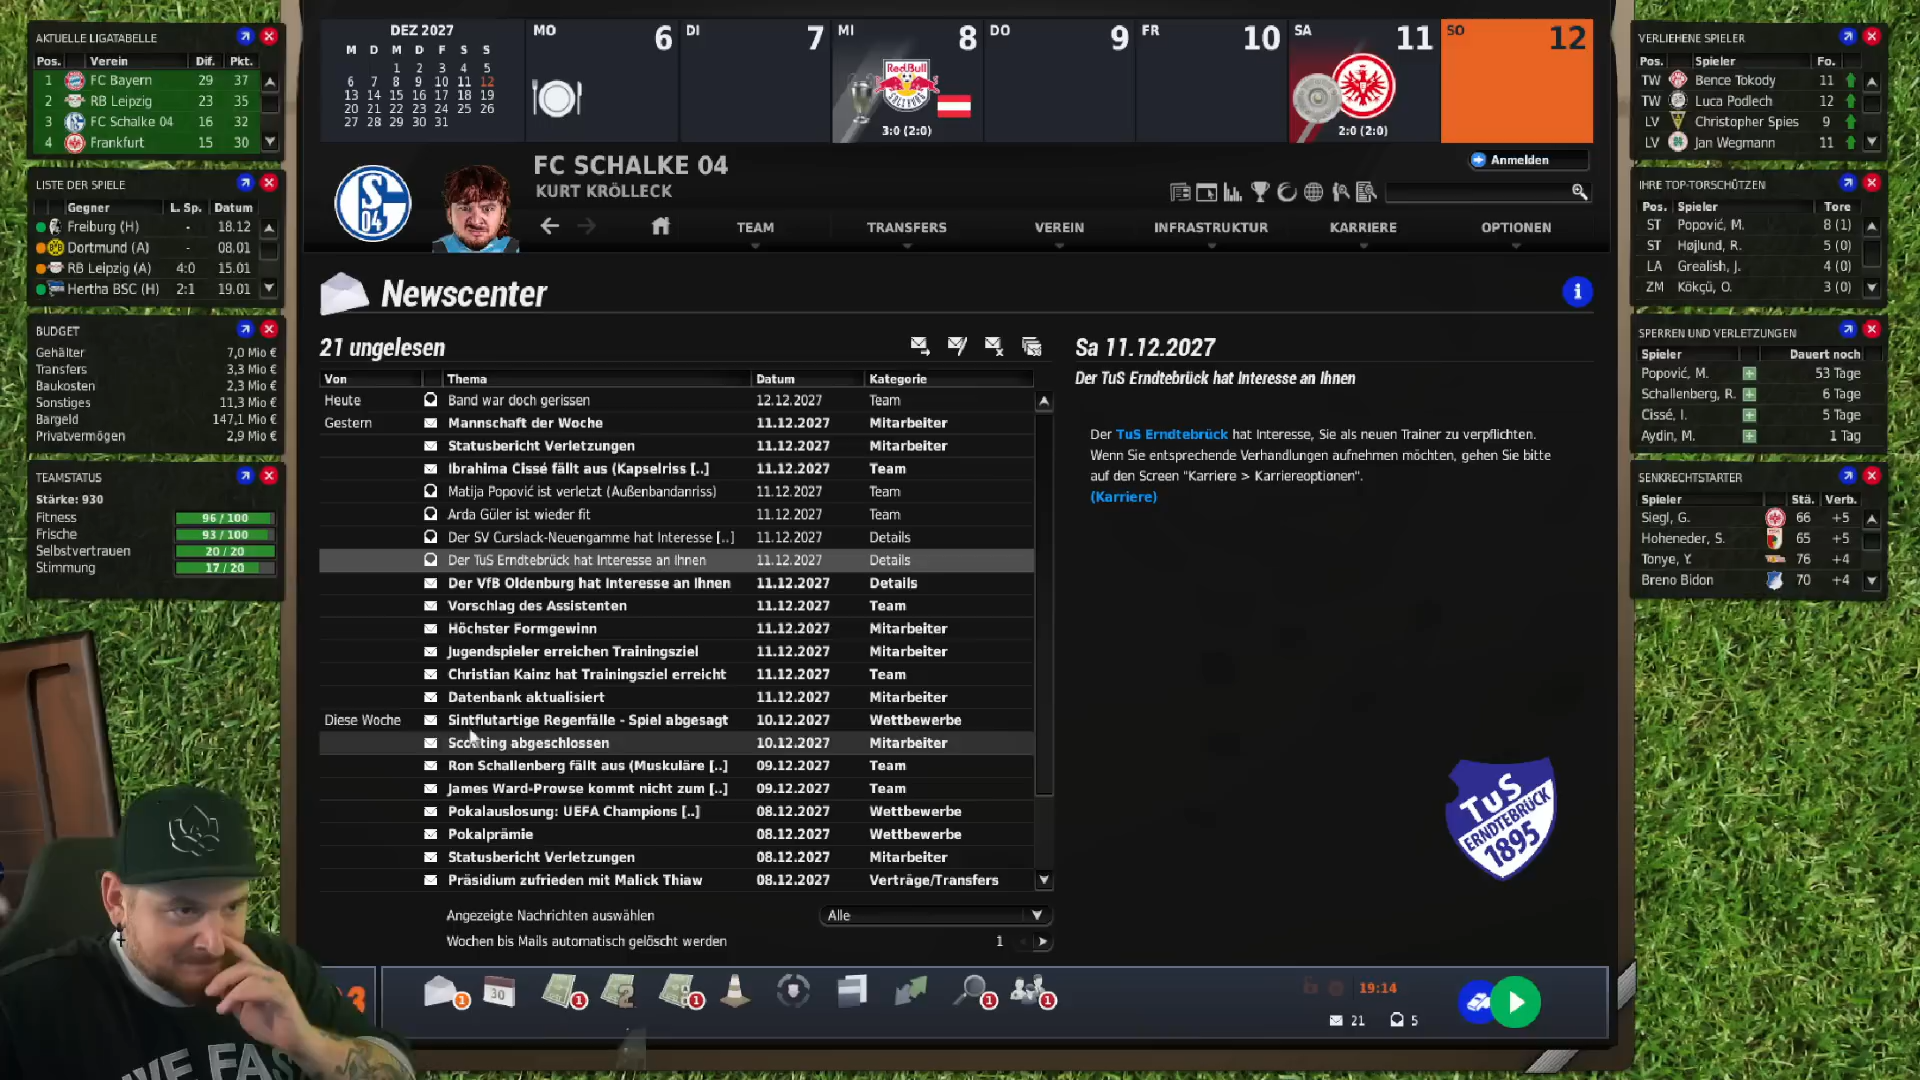 AKTUELLE LIGATABELLE
Pos. Verein Dif. Pkt.
1 FC Bayern 29 37
2 RB Leipzig 23 35
3 FC Schalke 04 16 32
4 Frankfurt 15 30
LISTE DER SPIELE
Gegner L. Sp. Datum
Freiburg (H) - 18.12
Dortmund (A) - 08.01
RB Leipzig (A) 4:0 15.01
Hertha BSC (H) 2:1 19.01
BUDGET
Gehälter 7,0 Mio €
Transfers 3,3 Mio €
Baukosten 2,3 Mio €
Sonstiges 11,3 Mio €
Bargeld 147,1 Mio €
Privatvermögen 2,9 Mio €
TEAMSTATUS
Stärke: 930
Fitness 96 / 100
Frische 93 / 100
Selbstvertrauen 20 / 20
Stimmung 17 / 20
DEZ 2027
M D M D F S S
1 2 3 4 5
6 7 8 9 10 11 12
13 14 15 16 17 18 19
20 21 22 23 24 25 26
27 28 29 30 31
MO 6
DI 7
MI 8
3:0 (2:0)
DO 9
FR 10
SA 11
2:0 (2:0)
SO 12
FC SCHALKE 04
KURT KRÖLLECK
Anmelden
TEAM TRANSFERS VEREIN INFRASTRUKTUR KARRIERE OPTIONEN
Newscenter
21 ungelesen
Von Thema Datum Kategorie
Heute Band war doch gerissen 12.12.2027 Team
Gestern Mannschaft der Woche 11.12.2027 Mitarbeiter
Statusbericht Verletzungen 11.12.2027 Mitarbeiter
Ibrahima Cissé fällt aus (Kapselriss [..] 11.12.2027 Team
Matija Popović ist verletzt (Außenbandanriss) 11.12.2027 Team
Arda Güler ist wieder fit 11.12.2027 Team
Der SV Curslack-Neuengamme hat Interesse [..] 11.12.2027 Details
Der TuS Erndtebrück hat Interesse an Ihnen 11.12.2027 Details
Der VfB Oldenburg hat Interesse an Ihnen 11.12.2027 Details
Vorschlag des Assistenten 11.12.2027 Team
Höchster Formgewinn 11.12.2027 Mitarbeiter
Jugendspieler erreichen Trainingsziel 11.12.2027 Mitarbeiter
Christian Kainz hat Trainingsziel erreicht 11.12.2027 Team
Datenbank aktualisiert 11.12.2027 Mitarbeiter
Diese Woche Sintflutartige Regenfälle - Spiel abgesagt 10.12.2027 Wettbewerbe
Scouting abgeschlossen 10.12.2027 Mitarbeiter
Ron Schallenberg fällt aus (Muskuläre [..] 09.12.2027 Team
James Ward-Prowse kommt nicht zum [..] 09.12.2027 Team
Pokalauslosung: UEFA Champions [..] 08.12.2027 Wettbewerbe
Pokalprämie 08.12.2027 Wettbewerbe
Statusbericht Verletzungen 08.12.2027 Mitarbeiter
Präsidium zufrieden mit Malick Thiaw 08.12.2027 Verträge/Transfers
Angezeigte Nachrichten auswählen Alle
Wochen bis Mails automatisch gelöscht werden 1
Sa 11.12.2027
Der TuS Erndtebrück hat Interesse an Ihnen
Der TuS Erndtebrück hat Interesse, Sie als neuen Trainer zu verpflichten.
Wenn Sie entsprechende Verhandlungen aufnehmen möchten, gehen Sie bitte
auf den Screen "Karriere > Karriereoptionen".
(Karriere)
TuS
ERNDTEBRÜCK
1895
VERLIEHENE SPIELER
Pos. Spieler Fo.
TW Bence Tokody 11
TW Luca Podlech 12
LV Christopher Spies 9
LV Jan Wegmann 11
IHRE TOP-TORSCHÜTZEN
Pos. Spieler Tore
ST Popović, M. 8 (1)
ST Højlund, R. 5 (0)
LA Grealish, J. 4 (0)
ZM Kökçü, O. 3 (0)
SPERREN UND VERLETZUNGEN
Spieler Dauert noch
Popović, M. 53 Tage
Schallenberg, R. 6 Tage
Cissé, I. 5 Tage
Aydin, M. 1 Tag
SENKRECHTSTARTER
Spieler Stä. Verb.
Siegl, G. 66 +5
Hoheneder, S. 65 +5
Tonye, Y. 76 +4
Breno Bidon 70 +4
1 30 1 2 1 1 1
19:14
21 5